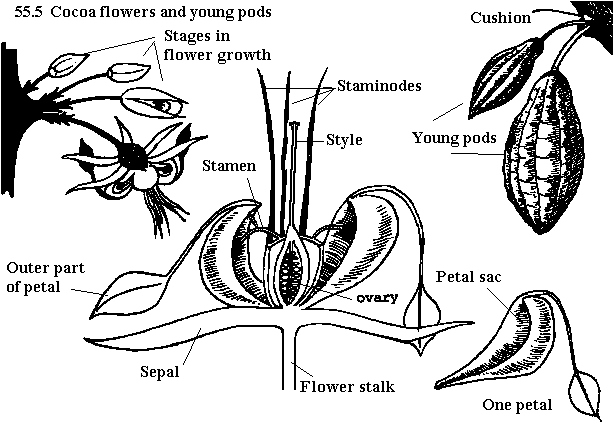 55.5 Cocoa flowers and young pods
Stages in
flower growth
Cushion
Staminodes
Style
Young pods
Stamen
Outer part
of petal
ovary
Petal sac
Sepal
Flower stalk
One petal